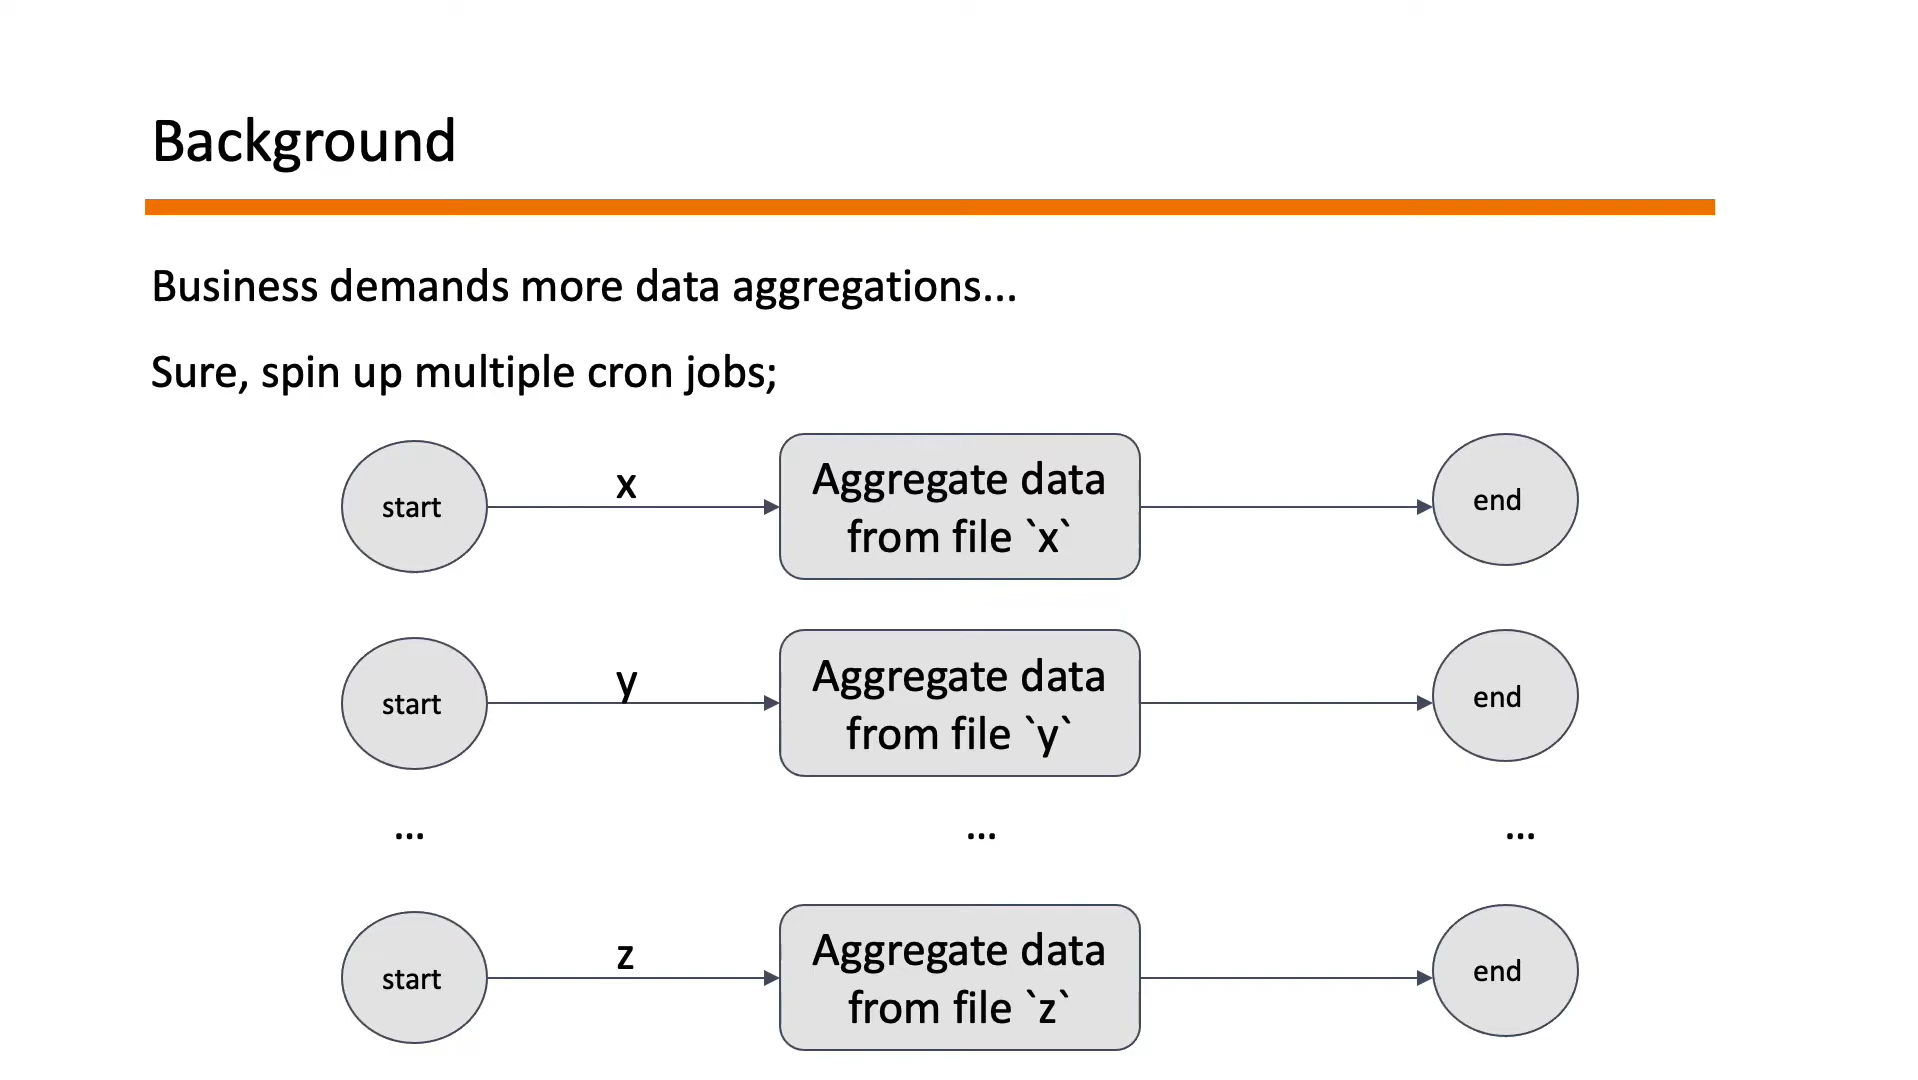 Background
Business demands more data aggregations...
Sure, spin up multiple cron jobs;
start
x
Aggregate data
from file `x`
end
start
y
Aggregate data
from file `y`
end
...
...
...
start
z
Aggregate data
from file `z`
end